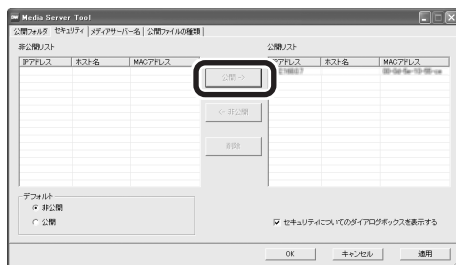 Media Server Tool
公開フォルダ セキュリティ メディアサーバー名 公開ファイルの種類
非公開リスト
公開リスト
IPアドレス ホスト名 MACアドレス
IPアドレス ホスト名 MACアドレス
公開->
<-非公開
削除
デフォルト
非公開
公開
セキュリティについてのダイアログボックスを表示する
OK キャンセル 適用